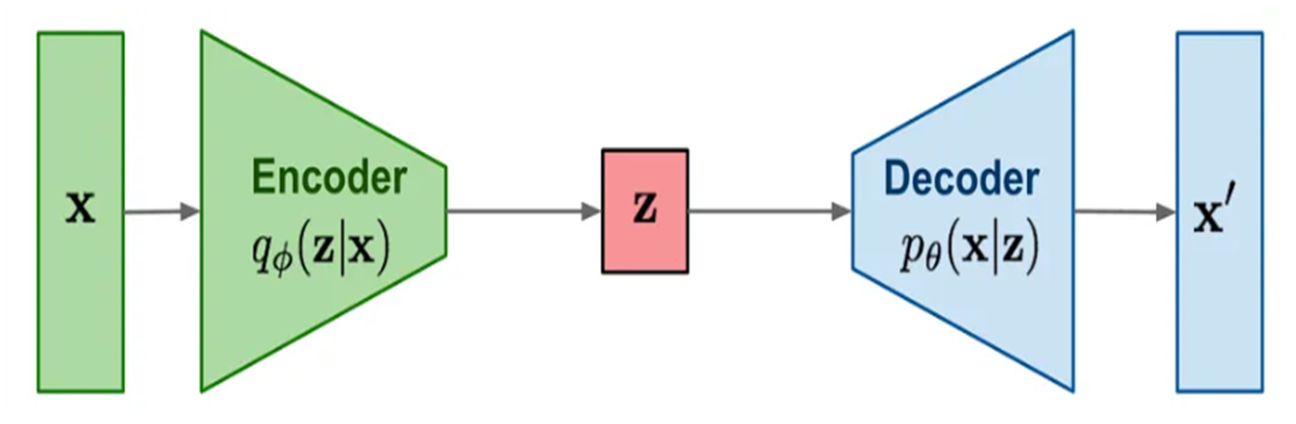 x
Encoder
qϕ(z|x)
z
Decoder
pθ(x|z)
x′